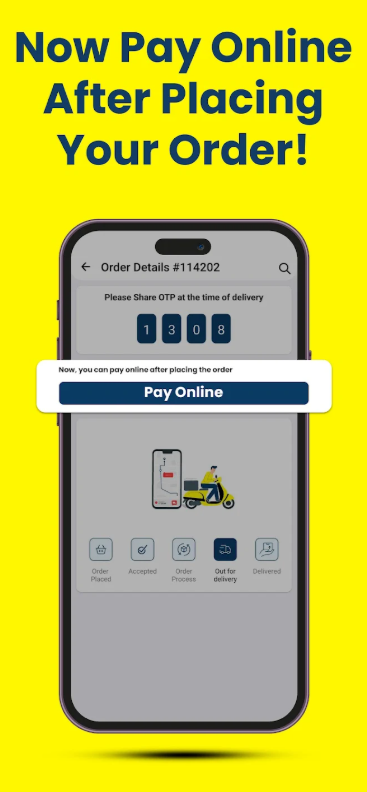 Now Pay Online
After Placing
Your Order!
Order Details #114202
Please Share OTP at the time of delivery
1 3 0 8
Now, you can pay online after placing the order
Pay Online
Order Placed
Accepted
Order Process
Out for delivery
Delivered